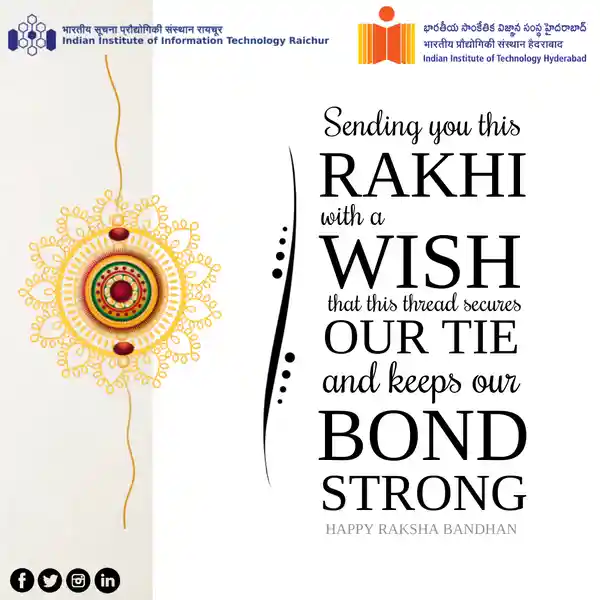 भारतीय सूचना प्रौद्योगिकी संस्थान रायचूर
Indian Institute of Information Technology Raichur
భారతీయ సాంకేతిక విజ్ఞాన సంస్థ హైదరాబాద్
भारतीय प्रौद्योगिकी संस्थान हैदराबाद
Indian Institute of Technology Hyderabad
Sending you this
RAKHI
with a
WISH
that this thread secures
OUR TIE
and keeps our
BOND
STRONG
HAPPY RAKSHA BANDHAN